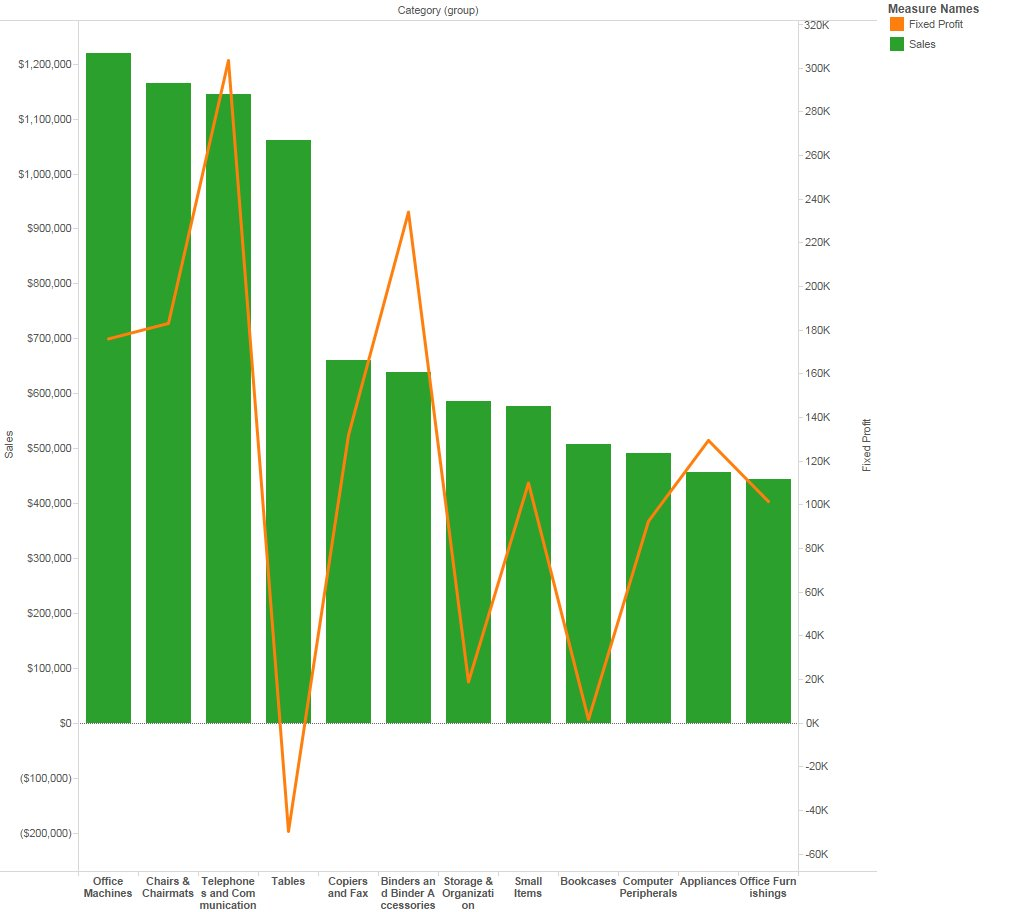 Category (group)
Measure Names
Fixed Profit
Sales
$1,200,000
$1,100,000
$1,000,000
$900,000
$800,000
$700,000
$600,000
$500,000
$400,000
$300,000
$200,000
$100,000
$0
($100,000)
($200,000)
Sales
320K
300K
280K
260K
240K
220K
200K
180K
160K
140K
120K
100K
80K
60K
40K
20K
0K
-20K
-40K
-60K
Fixed Profit
Office
Machines
Chairs &
Chairmats
Telephone
s and Com
munication
Tables
Copiers
and Fax
Binders an
d Binder A
ccessories
Storage &
Organizati
on
Small
Items
Bookcases
Computer
Peripherals
Appliances
Office Furn
ishings